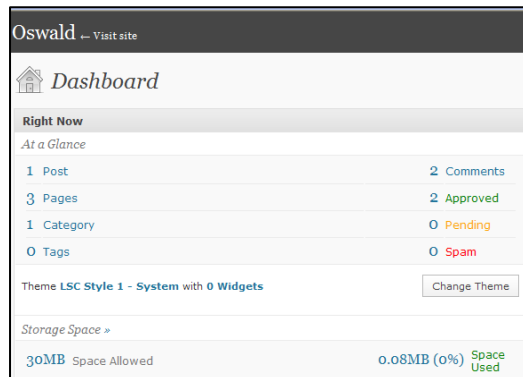 Oswald ← Visit site
Dashboard
Right Now
At a Glance
1 Post 2 Comments
3 Pages 2 Approved
1 Category 0 Pending
0 Tags 0 Spam
Theme LSC Style 1 - System with 0 Widgets Change Theme
Storage Space »
30MB Space Allowed 0.08MB (0%) Space Used